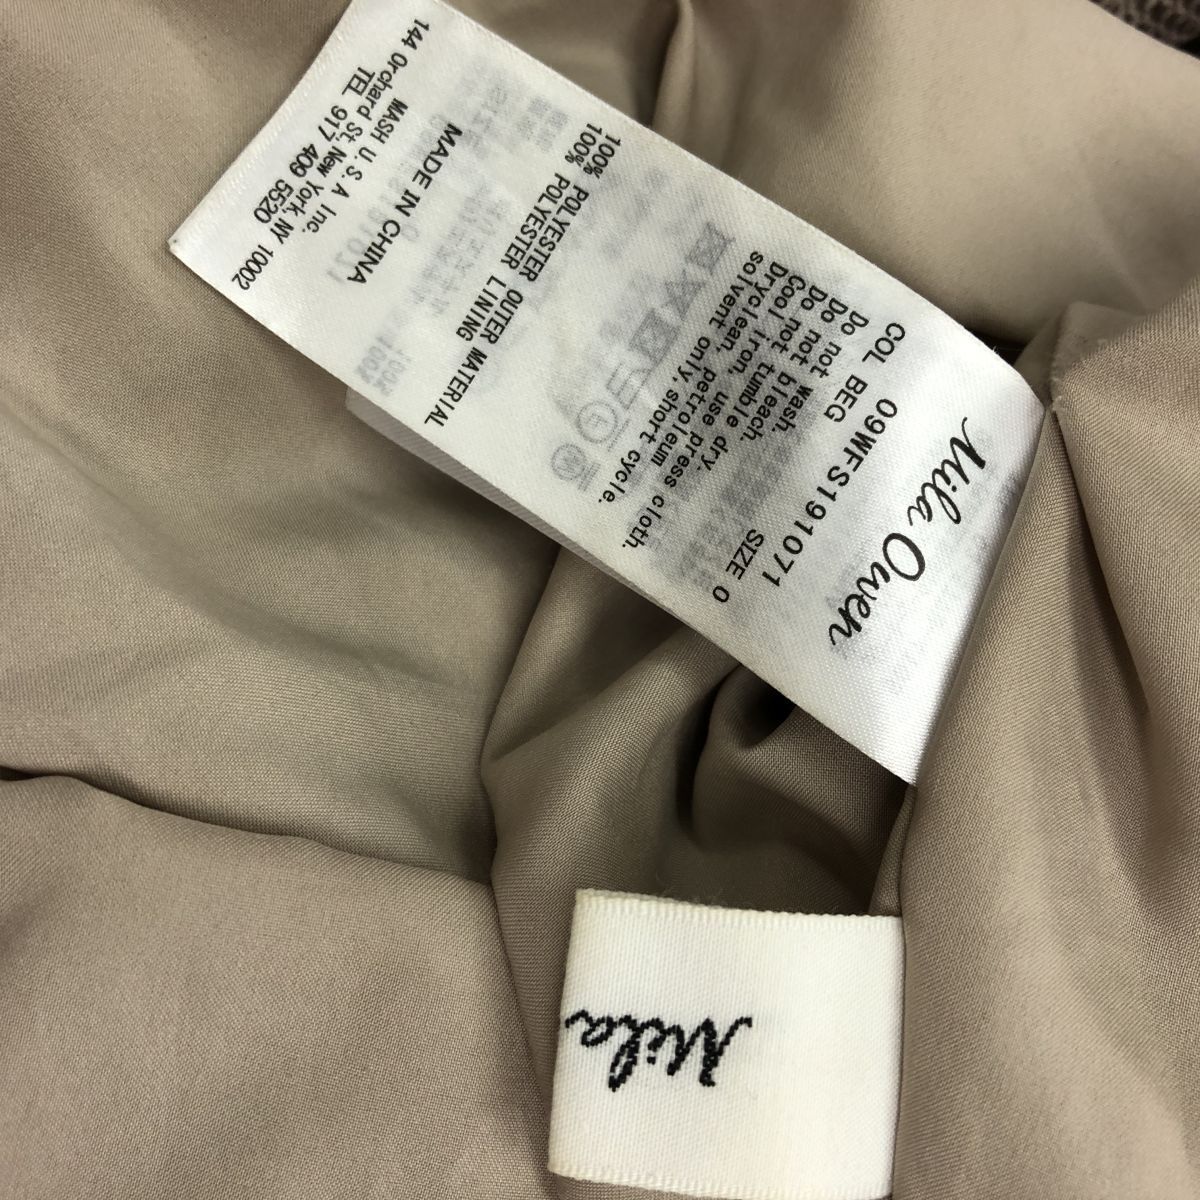 Mila Owen
09WFS191071
COL BEG SIZE 0
Do not wash.
Do not bleach.
Do not tumble dry.
Cool iron, use press cloth.
Dryclean, petroleum
solvent only, short cycle.
100% POLYESTER OUTER MATERIAL
100% POLYESTER LINING
MADE IN CHINA
MASH U.S.A Inc.
144 Orchard St, New York, NY 10002
TEL 917 409 5520
Mila